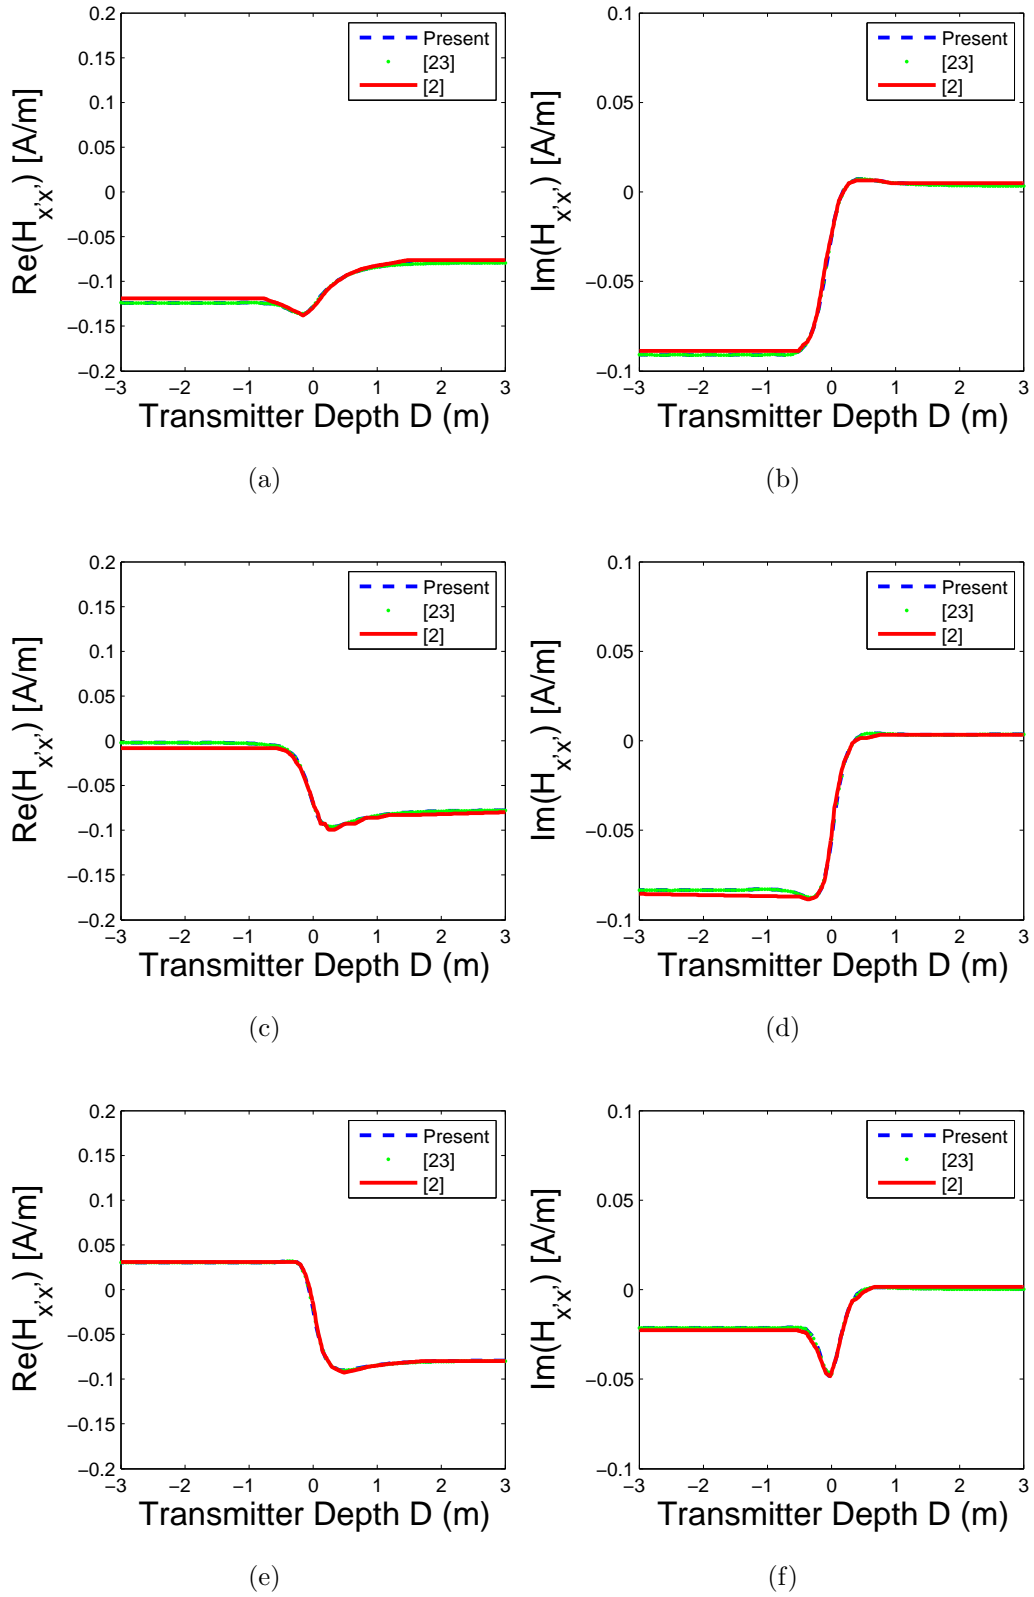 0.2
0.15
0.1
0.05
0
−0.05
−0.1
−0.15
−0.2
Re(Hx'x') [A/m]
Present
[23]
[2]
−3 −2 −1 0 1 2 3
Transmitter Depth D (m)
(a)
0.1
0.05
0
−0.05
−0.1
Im(Hx'x') [A/m]
Present
[23]
[2]
−3 −2 −1 0 1 2 3
Transmitter Depth D (m)
(b)
0.2
0.15
0.1
0.05
0
−0.05
−0.1
−0.15
−0.2
Re(Hx'x') [A/m]
Present
[23]
[2]
−3 −2 −1 0 1 2 3
Transmitter Depth D (m)
(c)
0.1
0.05
0
−0.05
−0.1
Im(Hx'x') [A/m]
Present
[23]
[2]
−3 −2 −1 0 1 2 3
Transmitter Depth D (m)
(d)
0.2
0.15
0.1
0.05
0
−0.05
−0.1
−0.15
−0.2
Re(Hx'x') [A/m]
Present
[23]
[2]
−3 −2 −1 0 1 2 3
Transmitter Depth D (m)
(e)
0.1
0.05
0
−0.05
−0.1
Im(Hx'x') [A/m]
Present
[23]
[2]
−3 −2 −1 0 1 2 3
Transmitter Depth D (m)
(f)